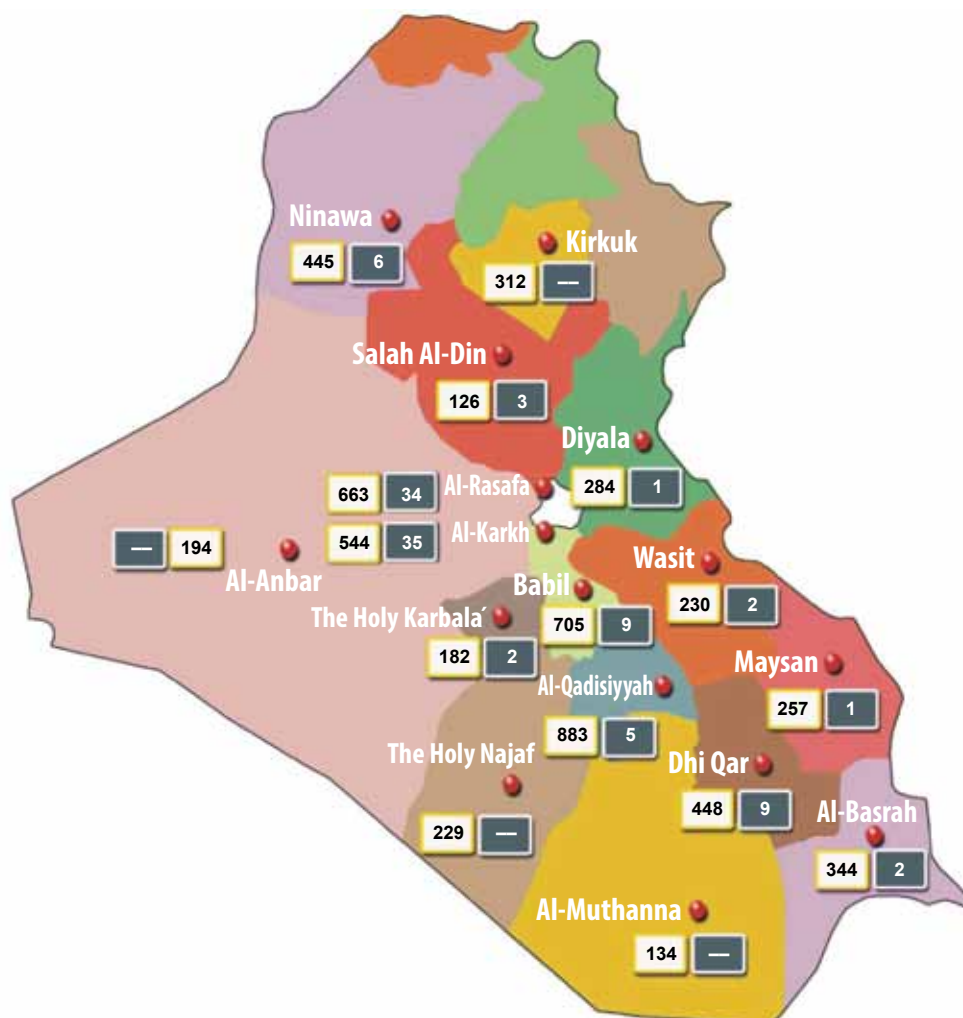 Ninawa
445 6
Kirkuk
312 —
Salah Al-Din
126 3
Diyala
284 1
Al-Rasafa
663 34
Al-Karkh
544 35
— 194
Al-Anbar
Wasit
230 2
Babil
705 9
The Holy Karbala´
182 2
Maysan
257 1
Al-Qadisiyyah
883 5
The Holy Najaf
229 —
Dhi Qar
448 9
Al-Basrah
344 2
Al-Muthanna
134 —